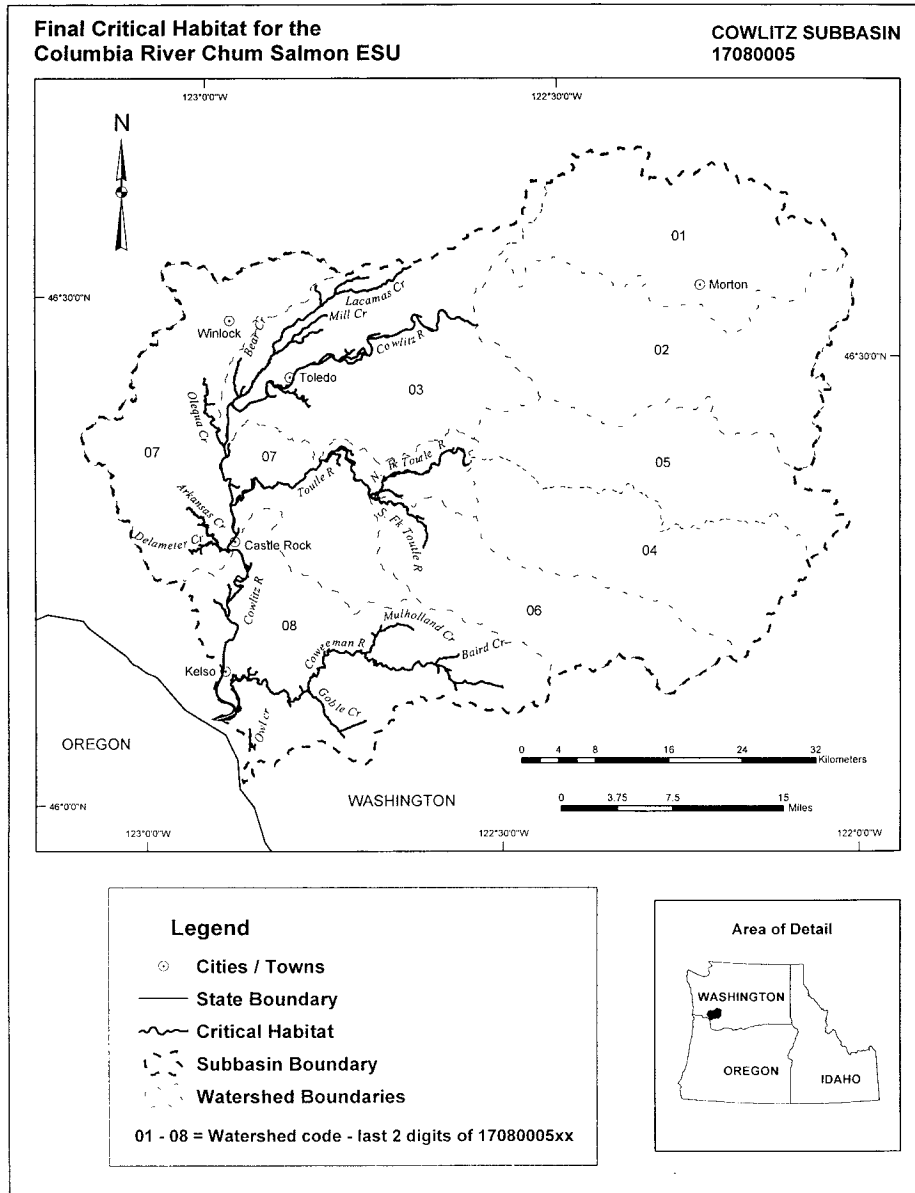 Final Critical Habitat for the
Columbia River Chum Salmon ESU
COWLITZ SUBBASIN
17080005
123°0'0"W
122°30'0"W
N
01
Morton
46°30'0"N
Lacamas Cr
Mill Cr
Winlock
Bear Cr
02
Cowlitz R
46°30'0"N
Toledo
03
Olequa Cr
07
07
05
Toutle R
N Fk Toutle R
Arkansas Cr
S Fk Toutle R
Castle Rock
Delameter Cr
04
Cowlitz R
06
08
Mulholland Cr
Coweeman R
Baird Cr
Kelso
Goble Cr
Owl cr
OREGON
0 4 8 16 24 32
Kilometers
WASHINGTON
0 3.75 7.5 15
Miles
46°0'0"N
123°0'0"W
122°30'0"W
122°0'0"W
Legend
Cities / Towns
State Boundary
Critical Habitat
Subbasin Boundary
Watershed Boundaries
01 - 08 = Watershed code - last 2 digits of 17080005xx
Area of Detail
WASHINGTON
OREGON
IDAHO